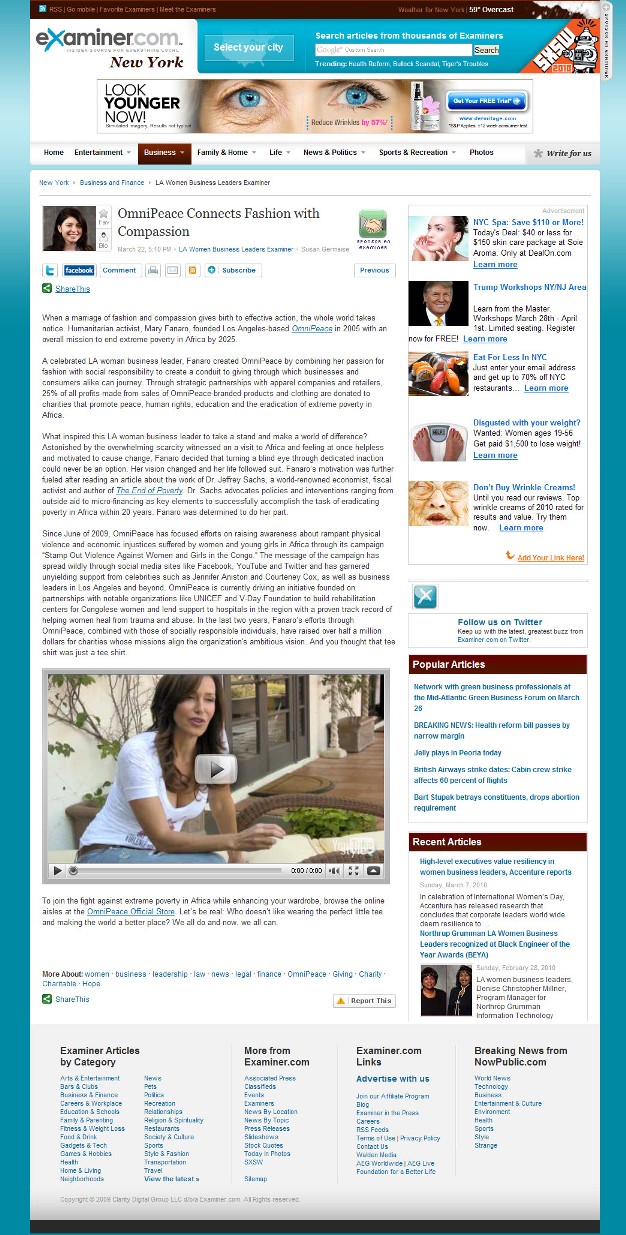 RSS | Go mobile | Favorite Examiners | Meet the Examiners
Weather for New York | 59° Overcast
SPONSOR AN EXAMINER
examiner.com
INSIDER SOURCE FOR EVERYTHING LOCAL
New York
Select your city
Search articles from thousands of Examiners
Google™ Custom Search
Search
Trending: Heath Reform, Bullock Scandal, Tiger's Troubles
SXSW
2010
LOOK
YOUNGER
NOW!
Simulated imagery. Results not typical.
Reduce Wrinkles by 57%!
Get Your FREE Trial*
www.dermitage.com
Home
Entertainment
Business
Family & Home
Life
News & Politics
Sports & Recreation
Photos
Write for us
New York
Business and Finance
LA Women Business Leaders Examiner
OmniPeace Connects Fashion with
Compassion
March 22, 5:10 PM · LA Women Business Leaders Examiner · Susan Germaise
Fav
Bio
SPONSOR AN
EXAMINER
facebook
Comment
Subscribe
Previous
ShareThis
When a marriage of fashion and compassion gives birth to effective action, the whole world takes
notice. Humanitarian activist, Mary Fanaro, founded Los Angeles-based OmniPeace in 2005 with an
overall mission to end extreme poverty in Africa by 2025.
A celebrated LA woman business leader, Fanaro created OmniPeace by combining her passion for
fashion with social responsibility to create a conduit to giving through which businesses and
consumers alike can journey. Through strategic partnerships with apparel companies and retailers,
25% of all profits made from sales of OmniPeace-branded products and clothing are donated to
charities that promote peace, human rights, education and the eradication of extreme poverty in
Africa.
What inspired this LA woman business leader to take a stand and make a world of difference?
Astonished by the overwhelming scarcity witnessed on a visit to Africa and feeling at once helpless
and motivated to cause change, Fanaro decided that turning a blind eye through dedicated inaction
could never be an option. Her vision changed and her life followed suit. Fanaro's motivation was further
fueled after reading an article about the work of Dr. Jeffrey Sachs, a world-renowned economist, fiscal
activist and author of The End of Poverty. Dr. Sachs advocates policies and interventions ranging from
outside aid to micro-financing as key elements to successfully accomplish the task of eradicating
poverty in Africa within 20 years. Fanaro was determined to do her part.
Since June of 2009, OmniPeace has focused efforts on raising awareness about rampant physical
violence and economic injustices suffered by women and young girls in Africa through its campaign
"Stamp Out Violence Against Women and Girls in the Congo." The message of the campaign has
spread wildly through social media sites like Facebook, YouTube and Twitter and has garnered
unyielding support from celebrities such as Jennifer Aniston and Courteney Cox, as well as business
leaders in Los Angeles and beyond. OmniPeace is currently driving an initiative founded on
partnerships with notable organizations like UNICEF and V-Day Foundation to build rehabilitation
centers for Congolese women and lend support to hospitals in the region with a proven track record of
helping women heal from trauma and abuse. In the last two years, Fanaro's efforts through
OmniPeace, combined with those of socially responsible individuals, have raised over half a million
dollars for charities whose missions align the organization's ambitious vision. And you thought that tee
shirt was just a tee shirt.
0:00 / 0:00
To join the fight against extreme poverty in Africa while enhancing your wardrobe, browse the online
aisles at the OmniPeace Official Store. Let's be real: Who doesn't like wearing the perfect little tee
and making the world a better place? We all do and now, we all can.
More About: women · business · leadership · law · news · legal · finance · OmniPeace · Giving · Charity ·
Charitable · Hope
ShareThis
Report This
Advertisement
NYC Spa: Save $110 or More!
Today's Deal: $40 or less for
$150 skin care package at Soie
Aroma. Only at DealOn.com
Learn more
Trump Workshops NY/NJ Area
Learn from the Master.
Workshops March 28th - April
1st. Limited seating. Register
now for FREE! Learn more
Eat For Less In NYC
Just enter your email address
and get up to 70% off NYC
restaurants... Learn more
HELP!
Disgusted with your weight?
Wanted: Women ages 19-56
Get paid $1,500 to lose weight!
Learn more
Don't Buy Wrinkle Creams!
Until you read our reviews. Top
wrinkle creams of 2010 rated for
results and value. Try them
now. Learn more
Add Your Link Here!
Follow us on Twitter
Keep up with the latest, greatest buzz from
Examiner.com on Twitter
Popular Articles
Network with green business professionals at
the Mid-Atlantic Green Business Forum on March
26
BREAKING NEWS: Health reform bill passes by
narrow margin
Jelly plays in Peoria today
British Airways strike dates: Cabin crew strike
affects 60 percent of flights
Bart Stupak betrays constituents, drops abortion
requirement
Recent Articles
High-level executives value resiliency in
women business leaders, Accenture reports
Sunday, March 7, 2010
In celebration of International Women's Day,
Accenture has released research that
concludes that corporate leaders world wide
deem resilience to ...
Northrup Grumman LA Women Business
Leaders recognized at Black Engineer of the
Year Awards (BEYA)
Sunday, February 28, 2010
LA women business leaders,
Denise Christopher Millner,
Program Manager for
Northrop Grumman
Information Technology
Examiner Articles
by Category
Arts & Entertainment
Bars & Clubs
Business & Finance
Careers & Workplace
Education & Schools
Family & Parenting
Fitness & Weight Loss
Food & Drink
Gadgets & Tech
Games & Hobbies
Health
Home & Living
Neighborhoods
News
Pets
Politics
Recreation
Relationships
Religion & Spirituality
Restaurants
Society & Culture
Sports
Style & Fashion
Transportation
Travel
View the latest »
More from
Examiner.com
Associated Press
Classifieds
Events
Examiners
News By Location
News By Topic
Press Releases
Slideshows
Stock Quotes
Today in Photos
SXSW
Sitemap
Examiner.com
Links
Advertise with us
Join our Affiliate Program
Blog
Examiner in the Press
Careers
RSS Feeds
Terms of Use | Privacy Policy
Contact Us
Walden Media
AEG Worldwide | AEG Live
Foundation for a Better Life
Breaking News from
NowPublic.com
World News
Technology
Business
Entertainment & Culture
Environment
Health
Sports
Style
Strange
Copyright © 2009 Clarity Digital Group LLC d/b/a Examiner.com. All Rights reserved.